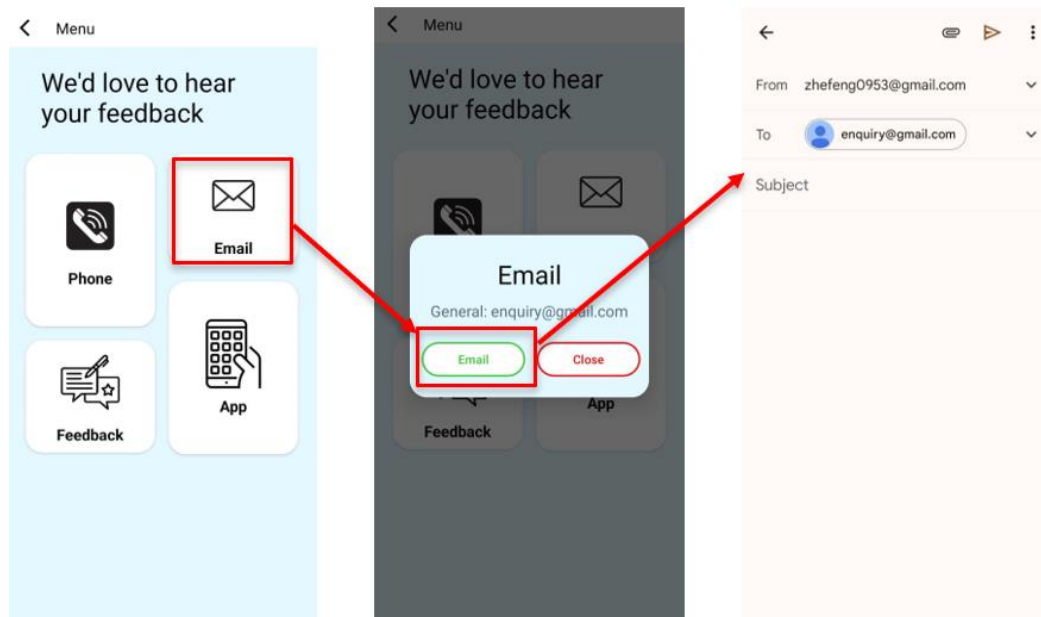 Menu
We'd love to hear
your feedback
Phone
Email
Feedback
App
Menu
We'd love to hear
your feedback
Email
General: enquiry@gmail.com
Email
Close
Feedback
App
From zhefeng0953@gmail.com
To enquiry@gmail.com
Subject